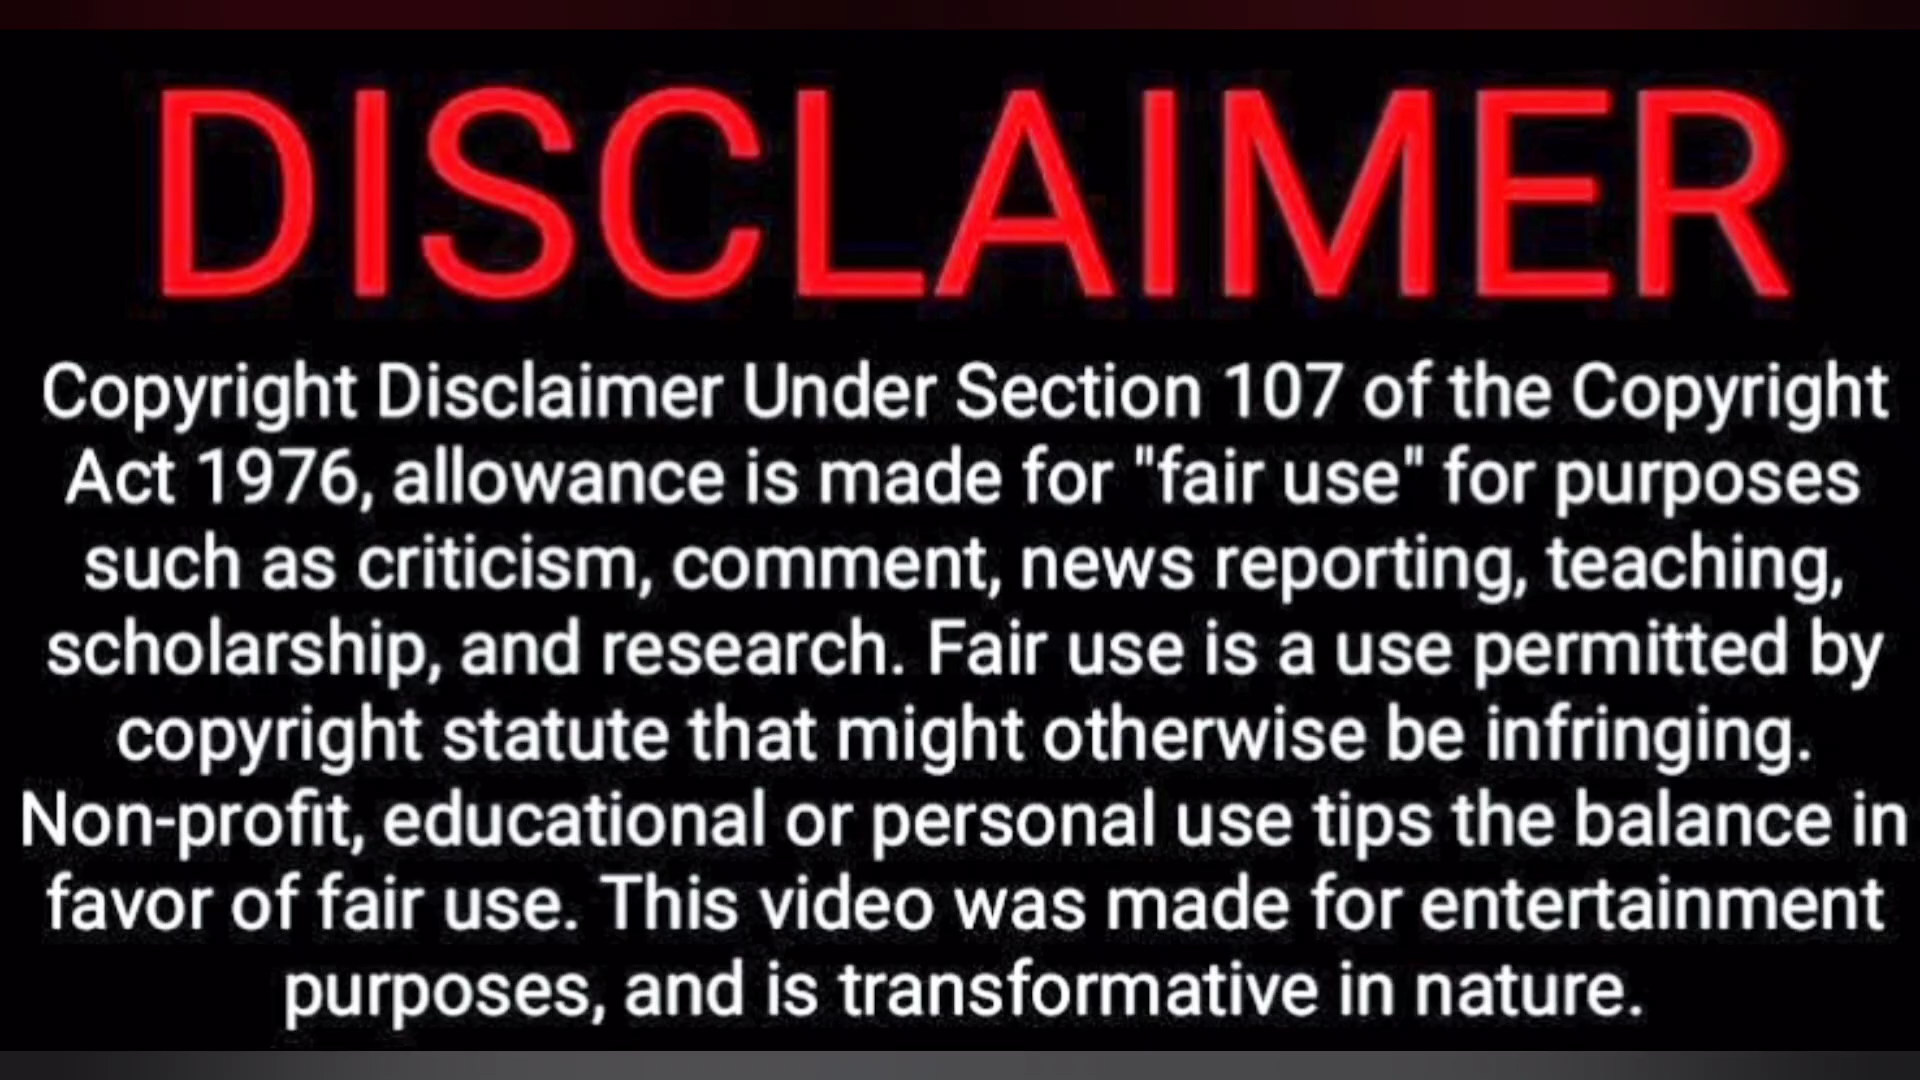 DISCLAIMER
Copyright Disclaimer Under Section 107 of the Copyright
Act 1976, allowance is made for "fair use" for purposes
such as criticism, comment, news reporting, teaching,
scholarship, and research. Fair use is a use permitted by
copyright statute that might otherwise be infringing.
Non-profit, educational or personal use tips the balance in
favor of fair use. This video was made for entertainment
purposes, and is transformative in nature.